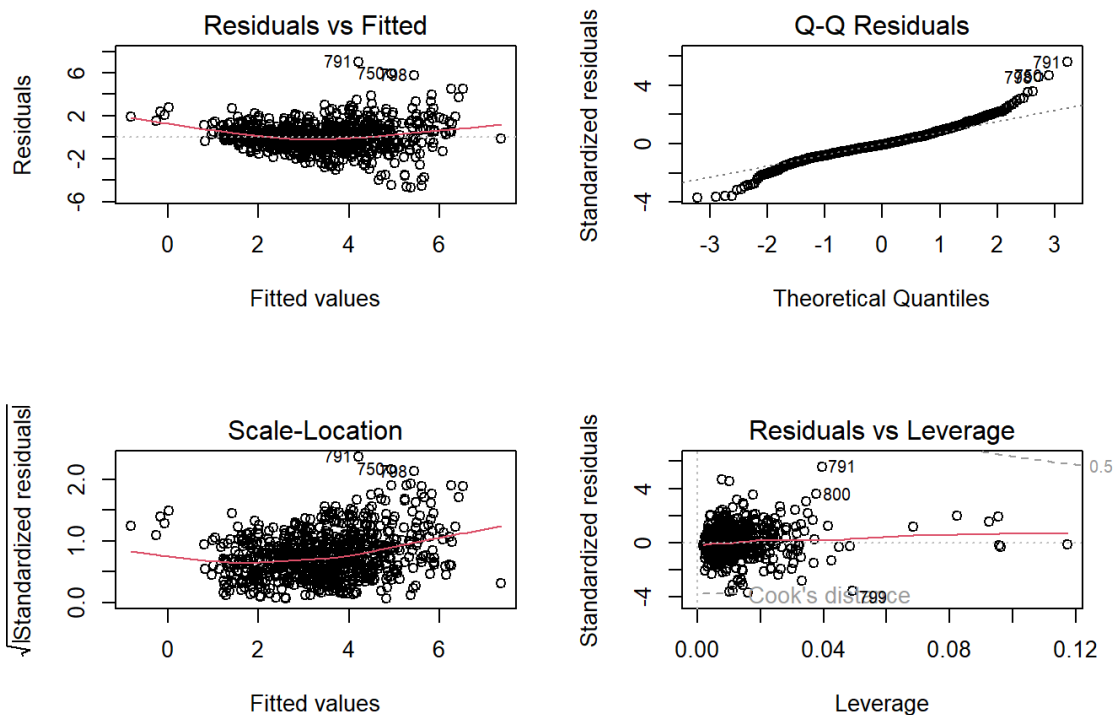 Residuals vs Fitted
Residuals
6
2
-2
-6
791
750
798
0 2 4 6
Fitted values
Q-Q Residuals
Standardized residuals
4
0
-4
791
750
798
-3 -2 -1 0 1 2 3
Theoretical Quantiles
Scale-Location
√|Standardized residuals|
2.0
1.0
0.0
791
750
798
0 2 4 6
Fitted values
Residuals vs Leverage
Standardized residuals
4
0
-4
791
800
799
Cook's distance
0.5
0.00 0.04 0.08 0.12
Leverage